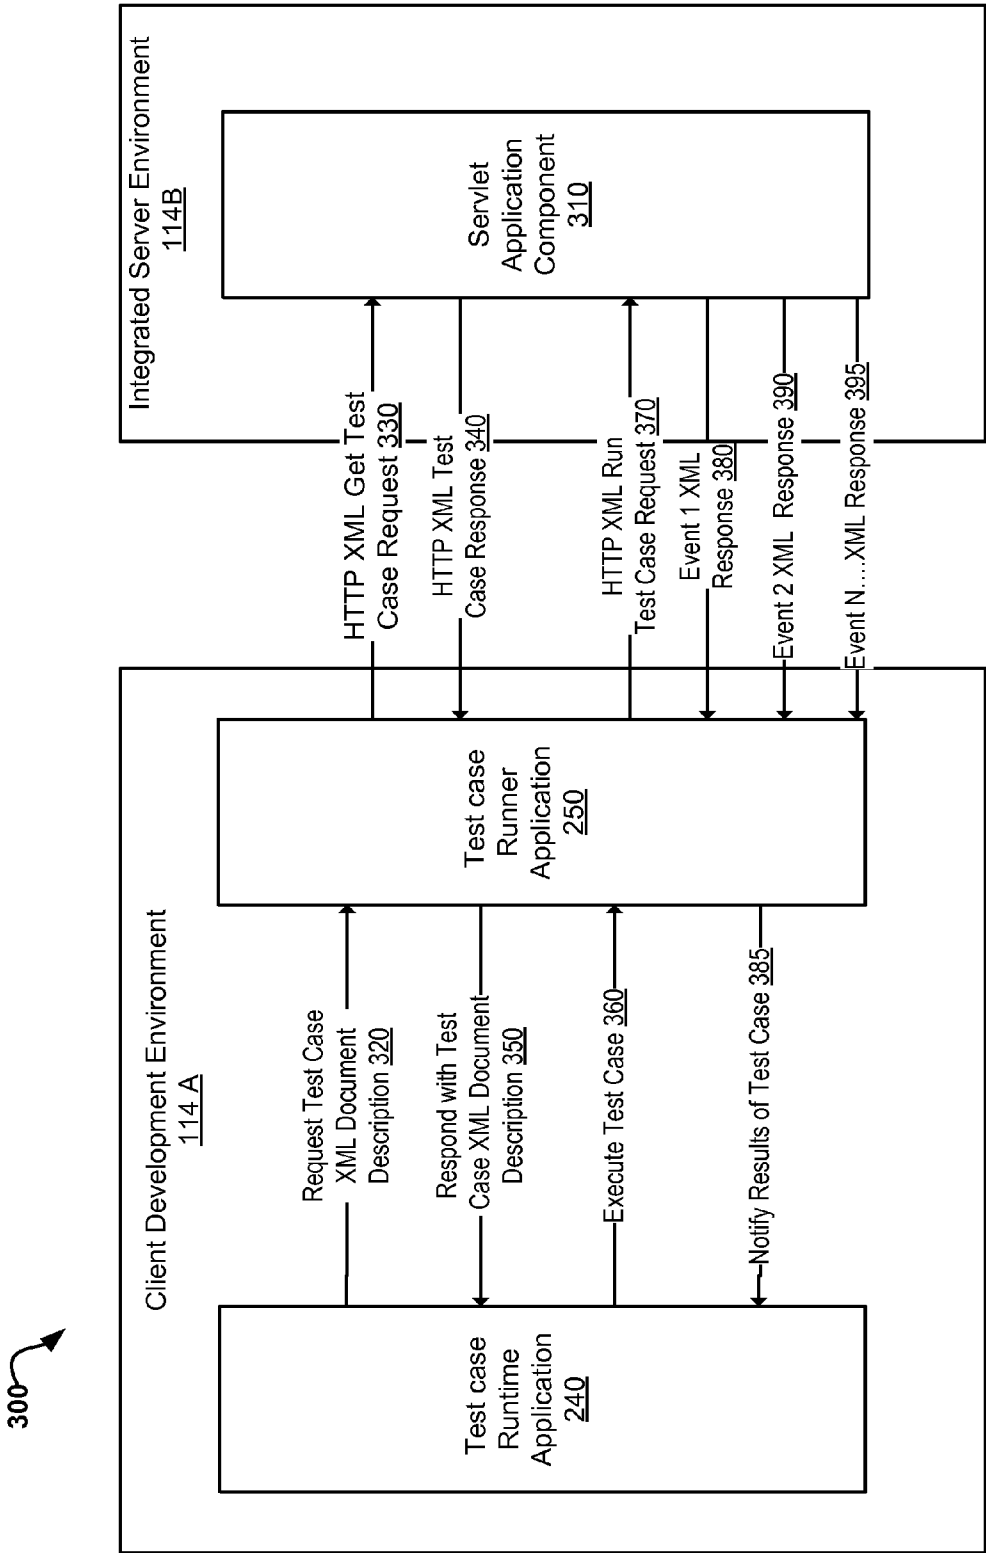 300
Client Development Environment
114 A
Integrated Server Environment
114B
Test case
Runtime
Application
240
Request Test Case
XML Document
Description 320
Respond with Test
Case XML Document
Description 350
Execute Test Case 360
Notify Results of Test Case 385
Test case
Runner
Application
250
HTTP XML Get Test
Case Request 330
HTTP XML Test
Case Response 340
HTTP XML Run
Test Case Request 370
Event 1 XML
Response 380
Event 2 XML Response 390
Event N....XML Response 395
Servlet
Application
Component
310